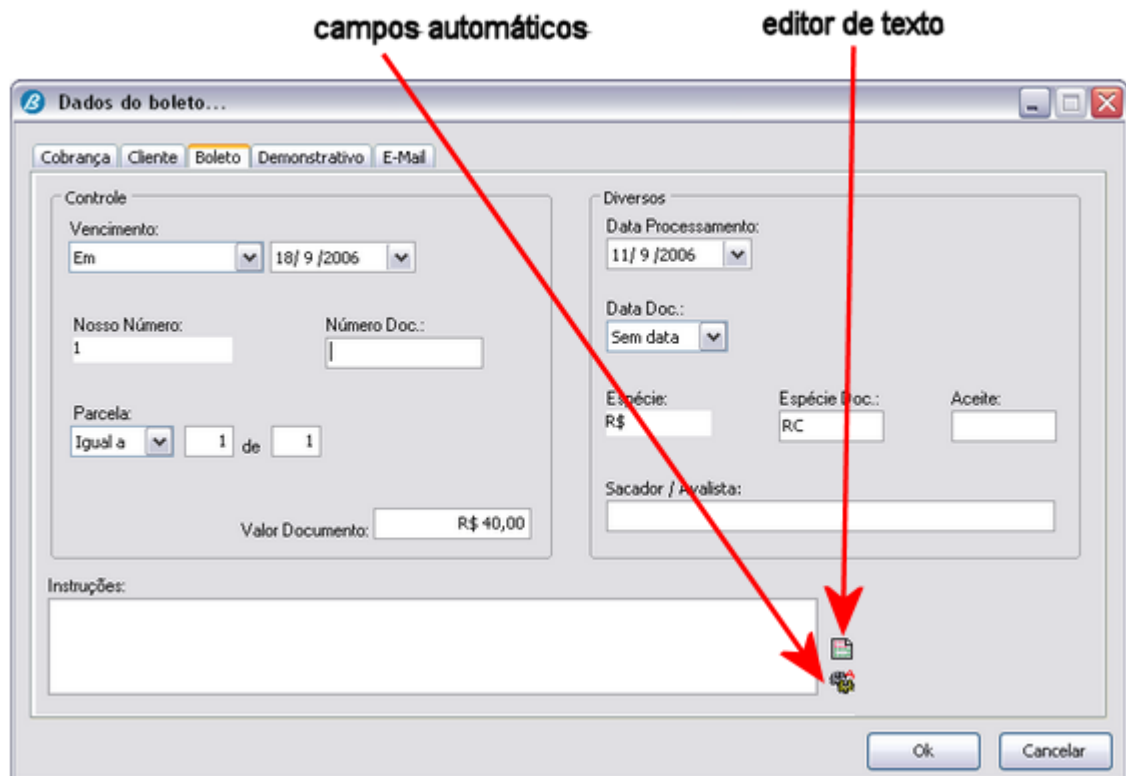 campos automáticos
editor de texto
Dados do boleto...
Cobrança Cliente Boleto Demonstrativo E-Mail
Controle
Vencimento:
Em 18/ 9 /2006
Nosso Número: Número Doc.:
1
Parcela:
Igual a 1 de 1
Valor Documento: R$ 40,00
Diversos
Data Processamento:
11/ 9 /2006
Data Doc.:
Sem data
Espécie: Espécie Doc.: Aceite:
R$ RC
Sacador / Avalista:
Instruções:
Ok Cancelar